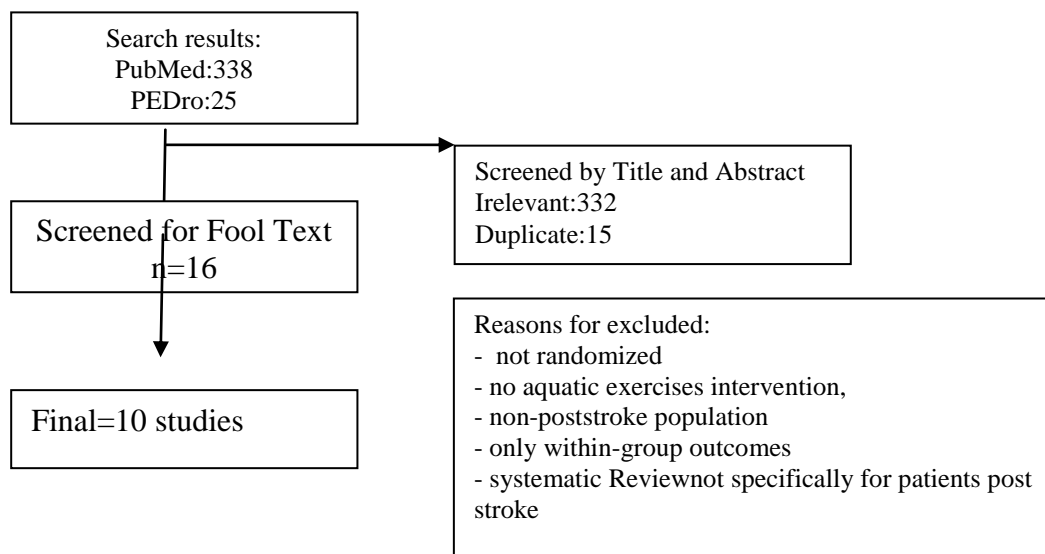 Search results:
PubMed:338
PEDro:25
Screened by Title and Abstract
Irelevant:332
Duplicate:15
Screened for Fool Text
n=16
Reasons for excluded:
- not randomized
- no aquatic exercises intervention,
- non-poststroke population
- only within-group outcomes
- systematic Reviewnot specifically for patients post
stroke
Final=10 studies